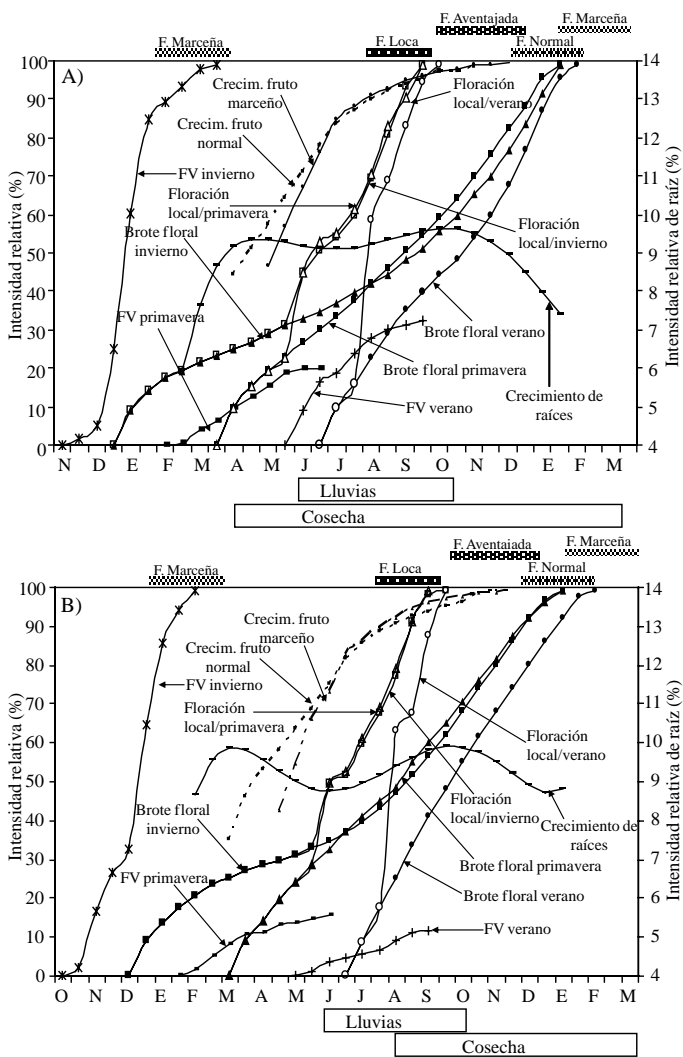 F. Aventajada
F. Marceña
F. Marceña
F. Loca
F. Normal
A)
Intensidad relativa (%)
Intensidad relativa de raíz (%)
100
90
80
70
60
50
40
30
20
10
0
14
13
12
11
10
9
8
7
6
5
4
Crecim. fruto
marceño
Crecim. fruto
normal
FV invierno
Floración
local/primavera
Brote floral
invierno
FV primavera
Floración
local/verano
Floración
local/invierno
Brote floral verano
Brote floral primavera
FV verano
Crecimiento de
raíces
N D E F M A M J J A S O N D E F M
Lluvias
Cosecha
F. Aventajada
F. Marceña
F. Marceña
F. Loca
F. Normal
B)
Intensidad relativa (%)
Intensidad relativa de raíz (%)
100
90
80
70
60
50
40
30
20
10
0
14
13
12
11
10
9
8
7
6
5
4
Crecim. fruto
marceño
Crecim. fruto
normal
FV invierno
Floración
local/primavera
Brote floral
invierno
FV primavera
Floración
local/verano
Floración
local/invierno
Crecimiento de
raíces
Brote floral primavera
Brote floral verano
FV verano
O N D E F M A M J J A S O N D E F M
Lluvias
Cosecha